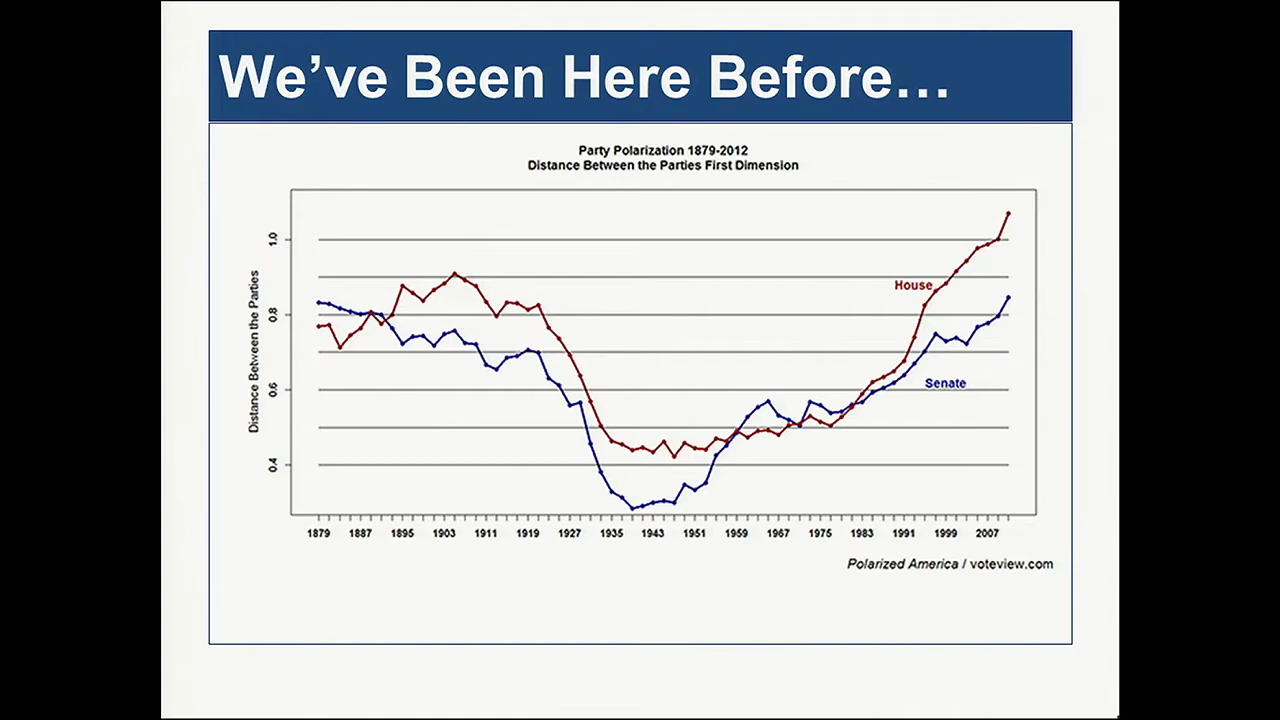 We’ve Been Here Before…
Party Polarization 1879-2012
Distance Between the Parties First Dimension
Distance Between the Parties
1.0
0.8
0.6
0.4
House
Senate
1879 1887 1895 1903 1911 1919 1927 1935 1943 1951 1959 1967 1975 1983 1991 1999 2007
Polarized America / voteview.com